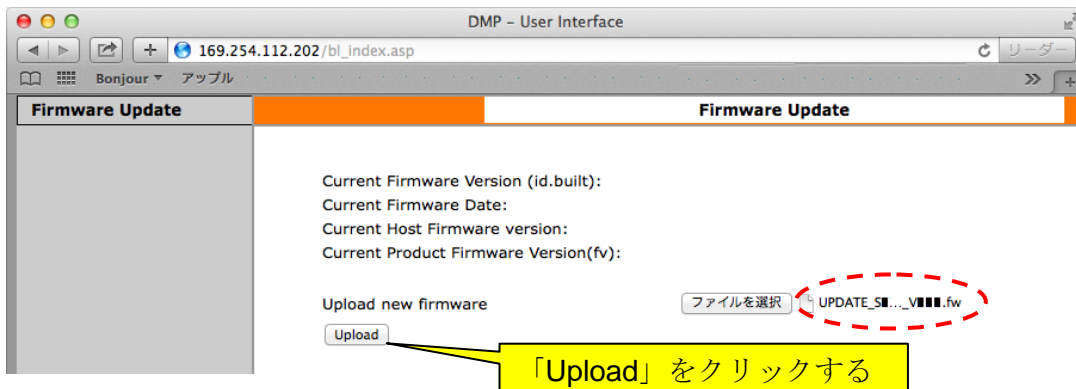 DMP – User Interface
169.254.112.202/bl_index.asp
リーダー
Bonjour ▼ アップル
Firmware Update
Firmware Update
Current Firmware Version (id.built):
Current Firmware Date:
Current Host Firmware version:
Current Product Firmware Version(fv):
Upload new firmware ファイルを選択 UPDATE_S■..._V■■■.fw
Upload
「Upload」をクリックする